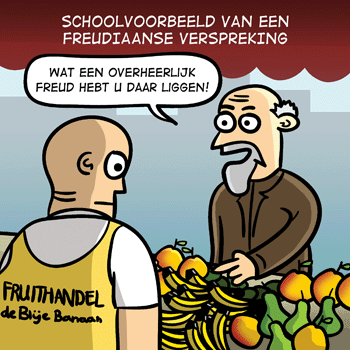 SCHOOLVOORBEELD VAN EEN
FREUDIAANSE VERSPREKING
WAT EEN OVERHEERLIJK
FREUD HEBT U DAAR LIGGEN!
FRUITHANDEL
de Blije Banaan